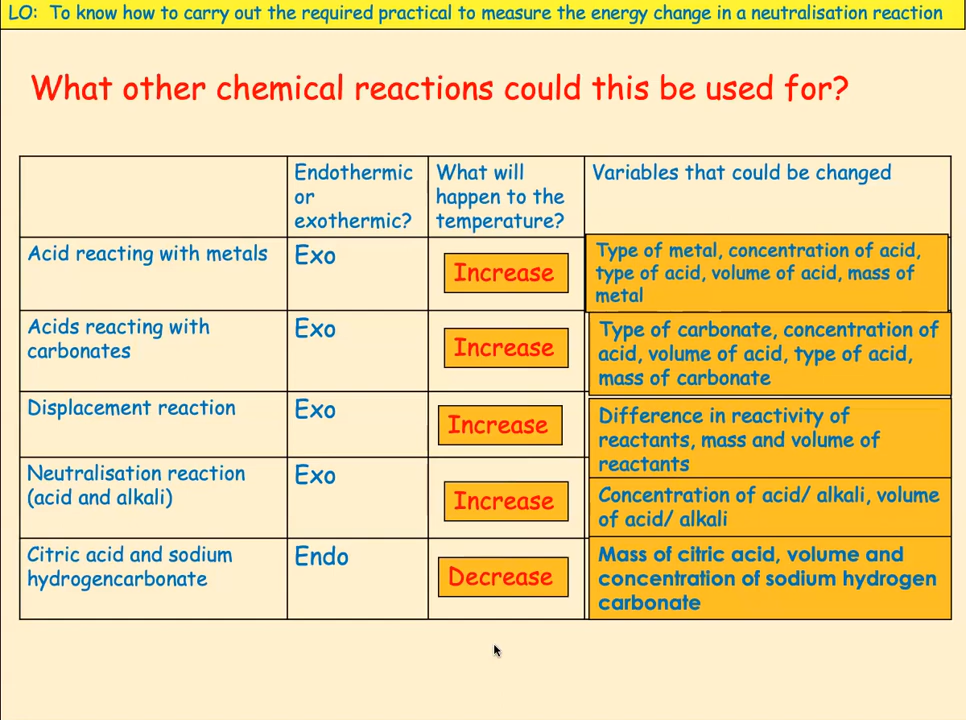 LO: To know how to carry out the required practical to measure the energy change in a neutralisation reaction
What other chemical reactions could this be used for?
Endothermic
or
exothermic?
What will
happen to the
temperature?
Variables that could be changed
Acid reacting with metals
Exo
Increase
Type of metal, concentration of acid,
type of acid, volume of acid, mass of
metal
Acids reacting with
carbonates
Exo
Increase
Type of carbonate, concentration of
acid, volume of acid, type of acid,
mass of carbonate
Displacement reaction
Exo
Increase
Difference in reactivity of
reactants, mass and volume of
reactants
Neutralisation reaction
(acid and alkali)
Exo
Increase
Concentration of acid/ alkali, volume
of acid/ alkali
Citric acid and sodium
hydrogencarbonate
Endo
Decrease
Mass of citric acid, volume and
concentration of sodium hydrogen
carbonate